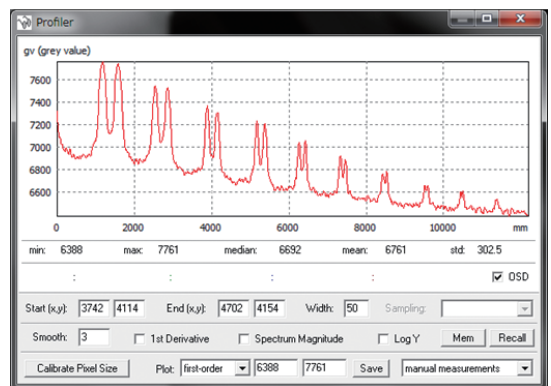 Profiler
gv (grey value)
7600
7400
7200
7000
6800
6600
0 2000 4000 6000 8000 10000 mm
min: 6388 max: 7761 median: 6692 mean: 6761 std: 302.5
: : : : OSD
Start (x,y): 3742 4114 End (x,y): 4702 4154 Width: 50 Sampling:
Smooth: 3 1st Derivative Spectrum Magnitude Log Y Mem Recall
Calibrate Pixel Size Plot: first-order 6388 7761 Save manual measurements